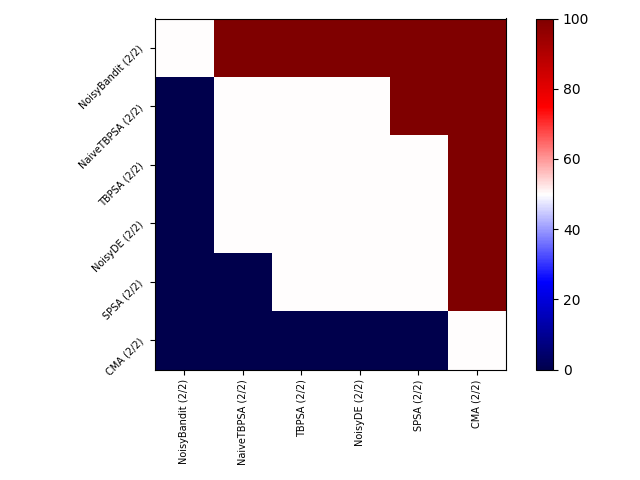 NoisyBandit (2/2)
NaiveTBPSA (2/2)
TBPSA (2/2)
NoisyDE (2/2)
SPSA (2/2)
CMA (2/2)
NoisyBandit (2/2)
NaiveTBPSA (2/2)
TBPSA (2/2)
NoisyDE (2/2)
SPSA (2/2)
CMA (2/2)
100
80
60
40
20
0